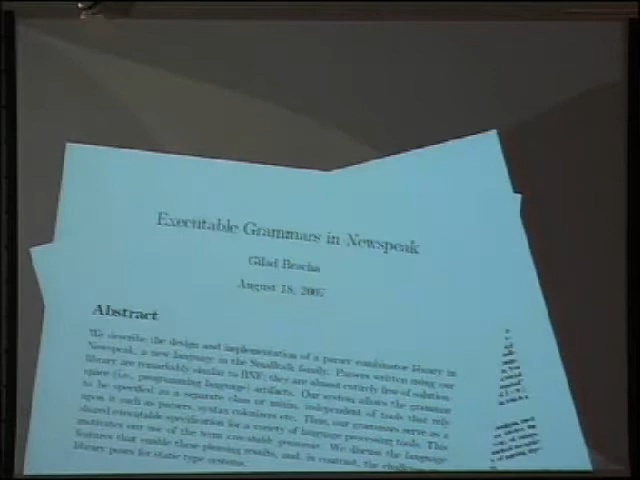 Executable Grammars in Newspeak
Gilad Bracha
August 18, 2007
Abstract
We describe the design and implementation of a parser combinator library in
Newspeak, a new language in the Smalltalk family. Parsers written using our
library are remarkably similar to BNF; they are almost entirely free of solution
space (i.e., programming language) artifacts. Our system allows the grammar
to be specified as a separate class or mixin, independent of tools that rely
upon it such as parsers, syntax colorizers etc. Thus, our grammars serve as a
shared executable specification for a variety of language processing tools. This
motivates our use of the term executable grammar. We discuss the language
features that enable these pleasing results, and, in contrast, the challenge
library poses for static type systems.